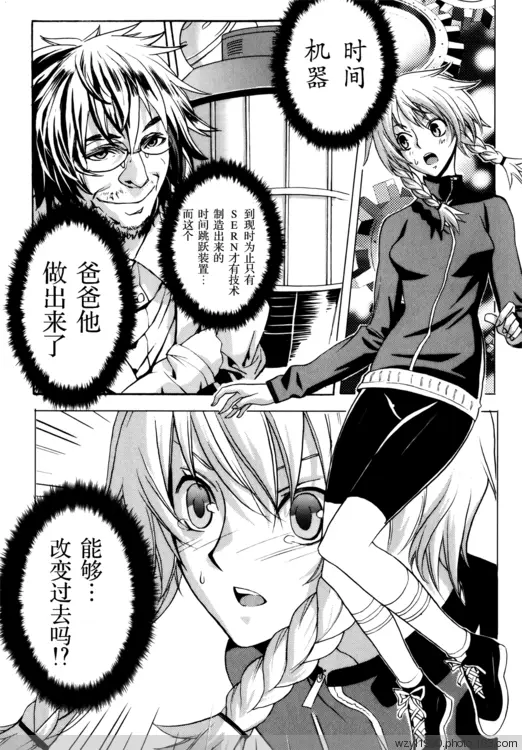 时间
机器
到现时为止只有
SERN才有技术
制造出来的
时间跳跃装置…
而这个
爸爸他
做出来了
能够…
改变过去吗!?